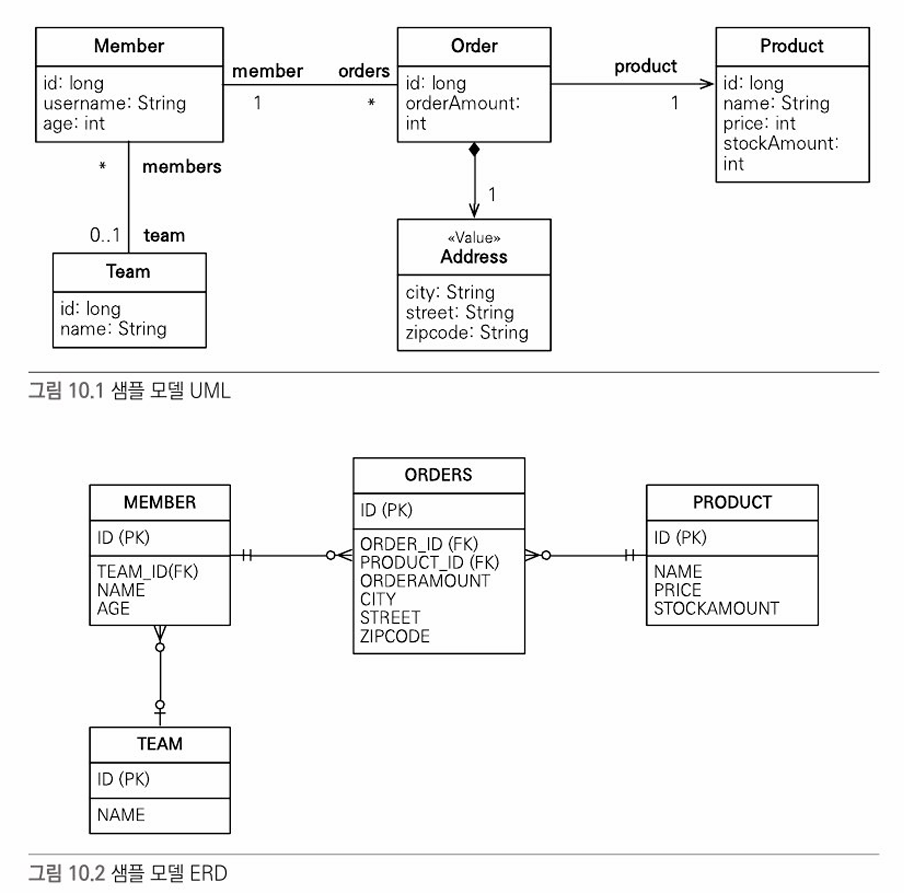 Member
id: long
username: String
age: int
member
orders
1
*
Order
id: long
orderAmount:
int
product
1
Product
id: long
name: String
price: int
stockAmount:
int
*
members
0..1
team
Team
id: long
name: String
1
«Value»
Address
city: String
street: String
zipcode: String
그림 10.1 샘플 모델 UML
MEMBER
ID (PK)
TEAM_ID(FK)
NAME
AGE
ORDERS
ID (PK)
ORDER_ID (FK)
PRODUCT_ID (FK)
ORDERAMOUNT
CITY
STREET
ZIPCODE
PRODUCT
ID (PK)
NAME
PRICE
STOCKAMOUNT
TEAM
ID (PK)
NAME
그림 10.2 샘플 모델 ERD